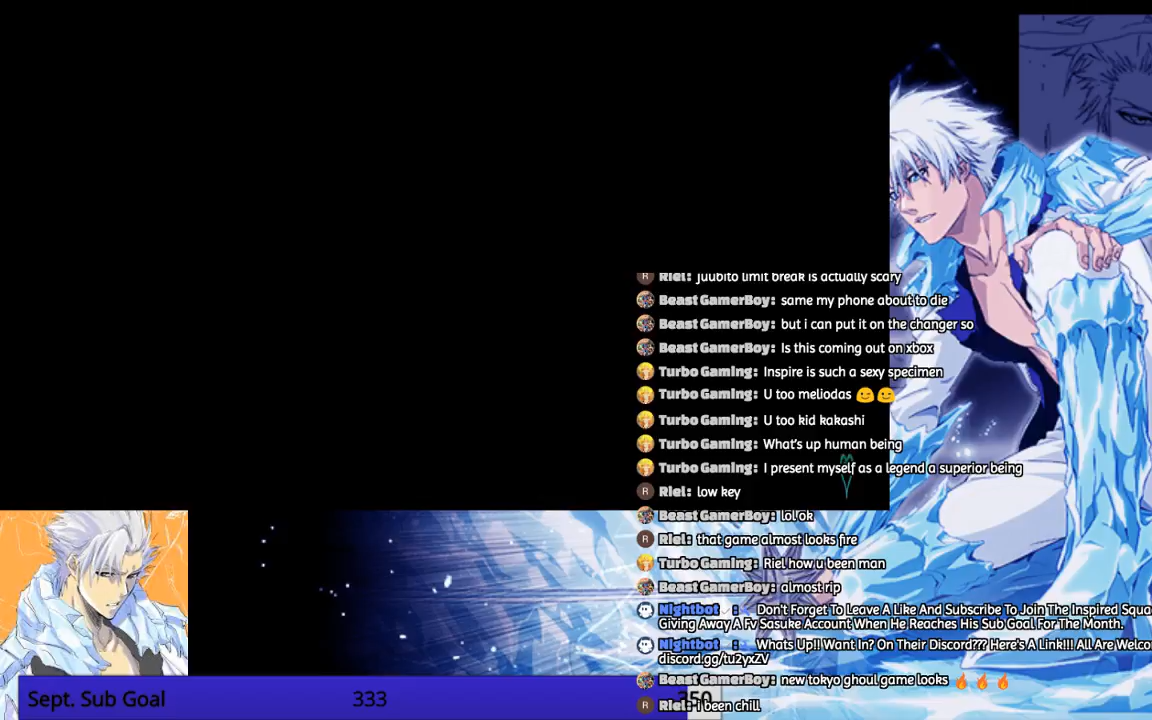 R Riel: juubito limit break is actually scary
Beast GamerBoy: same my phone about to die
Beast GamerBoy: but i can put it on the changer so
Beast GamerBoy: Is this coming out on xbox
Turbo Gaming: Inspire is such a sexy specimen
Turbo Gaming: U too meliodas 😊 😊
Turbo Gaming: U too kid kakashi
Turbo Gaming: What's up human being
Turbo Gaming: I present myself as a legend a superior being
R Riel: low key
Beast GamerBoy: lol ok
R Riel: that game almost looks fire
Turbo Gaming: Riel how u been man
Beast GamerBoy: almost rip
Nightbot : Don't Forget To Leave A Like And Subscribe To Join The Inspired Squa
Giving Away A Fv Sasuke Account When He Reaches His Sub Goal For The Month.
Nightbot : Whats Up!! Want In? On Their Discord??? Here's A Link!!! All Are Welco
discord.gg/tu2yxZV
Beast GamerBoy: new tokyo ghoul game looks 🔥 🔥 🔥
R Riel: i been chill
Sept. Sub Goal 333 350